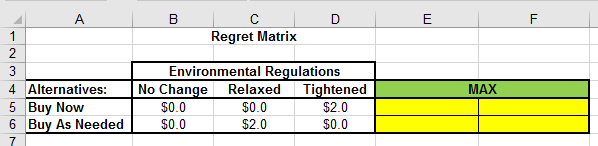 A B C D E F
1 Regret Matrix
2
3 Environmental Regulations
4 Alternatives: No Change Relaxed Tightened MAX
5 Buy Now $0.0 $0.0 $2.0
6 Buy As Needed $0.0 $2.0 $0.0
7